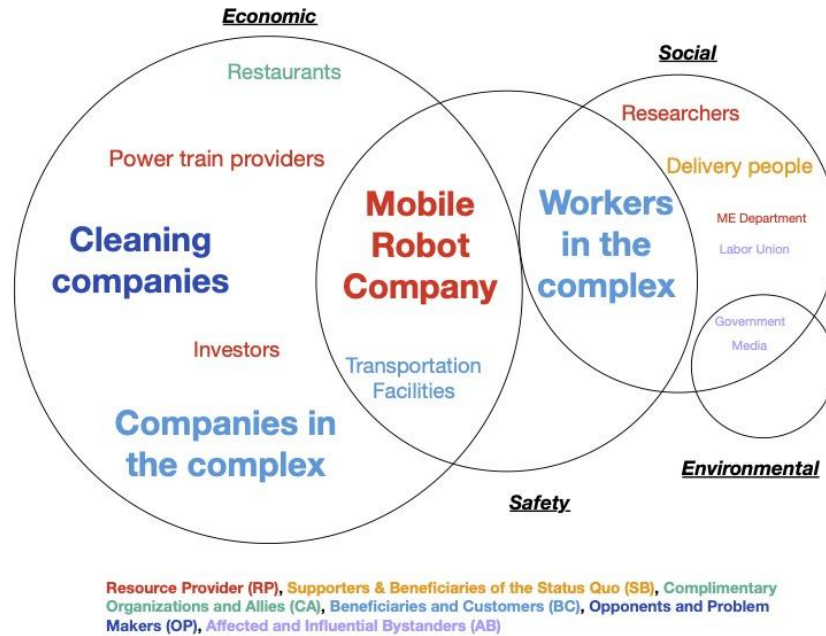 Economic
Restaurants
Power train providers
Cleaning
companies
Investors
Companies in
the complex
Mobile
Robot
Company
Transportation
Facilities
Safety
Workers
in the
complex
Social
Researchers
Delivery people
ME Department
Labor Union
Government
Media
Environmental
Resource Provider (RP), Supporters & Beneficiaries of the Status Quo (SB), Complimentary
Organizations and Allies (CA), Beneficiaries and Customers (BC), Opponents and Problem
Makers (OP), Affected and Influential Bystanders (AB)